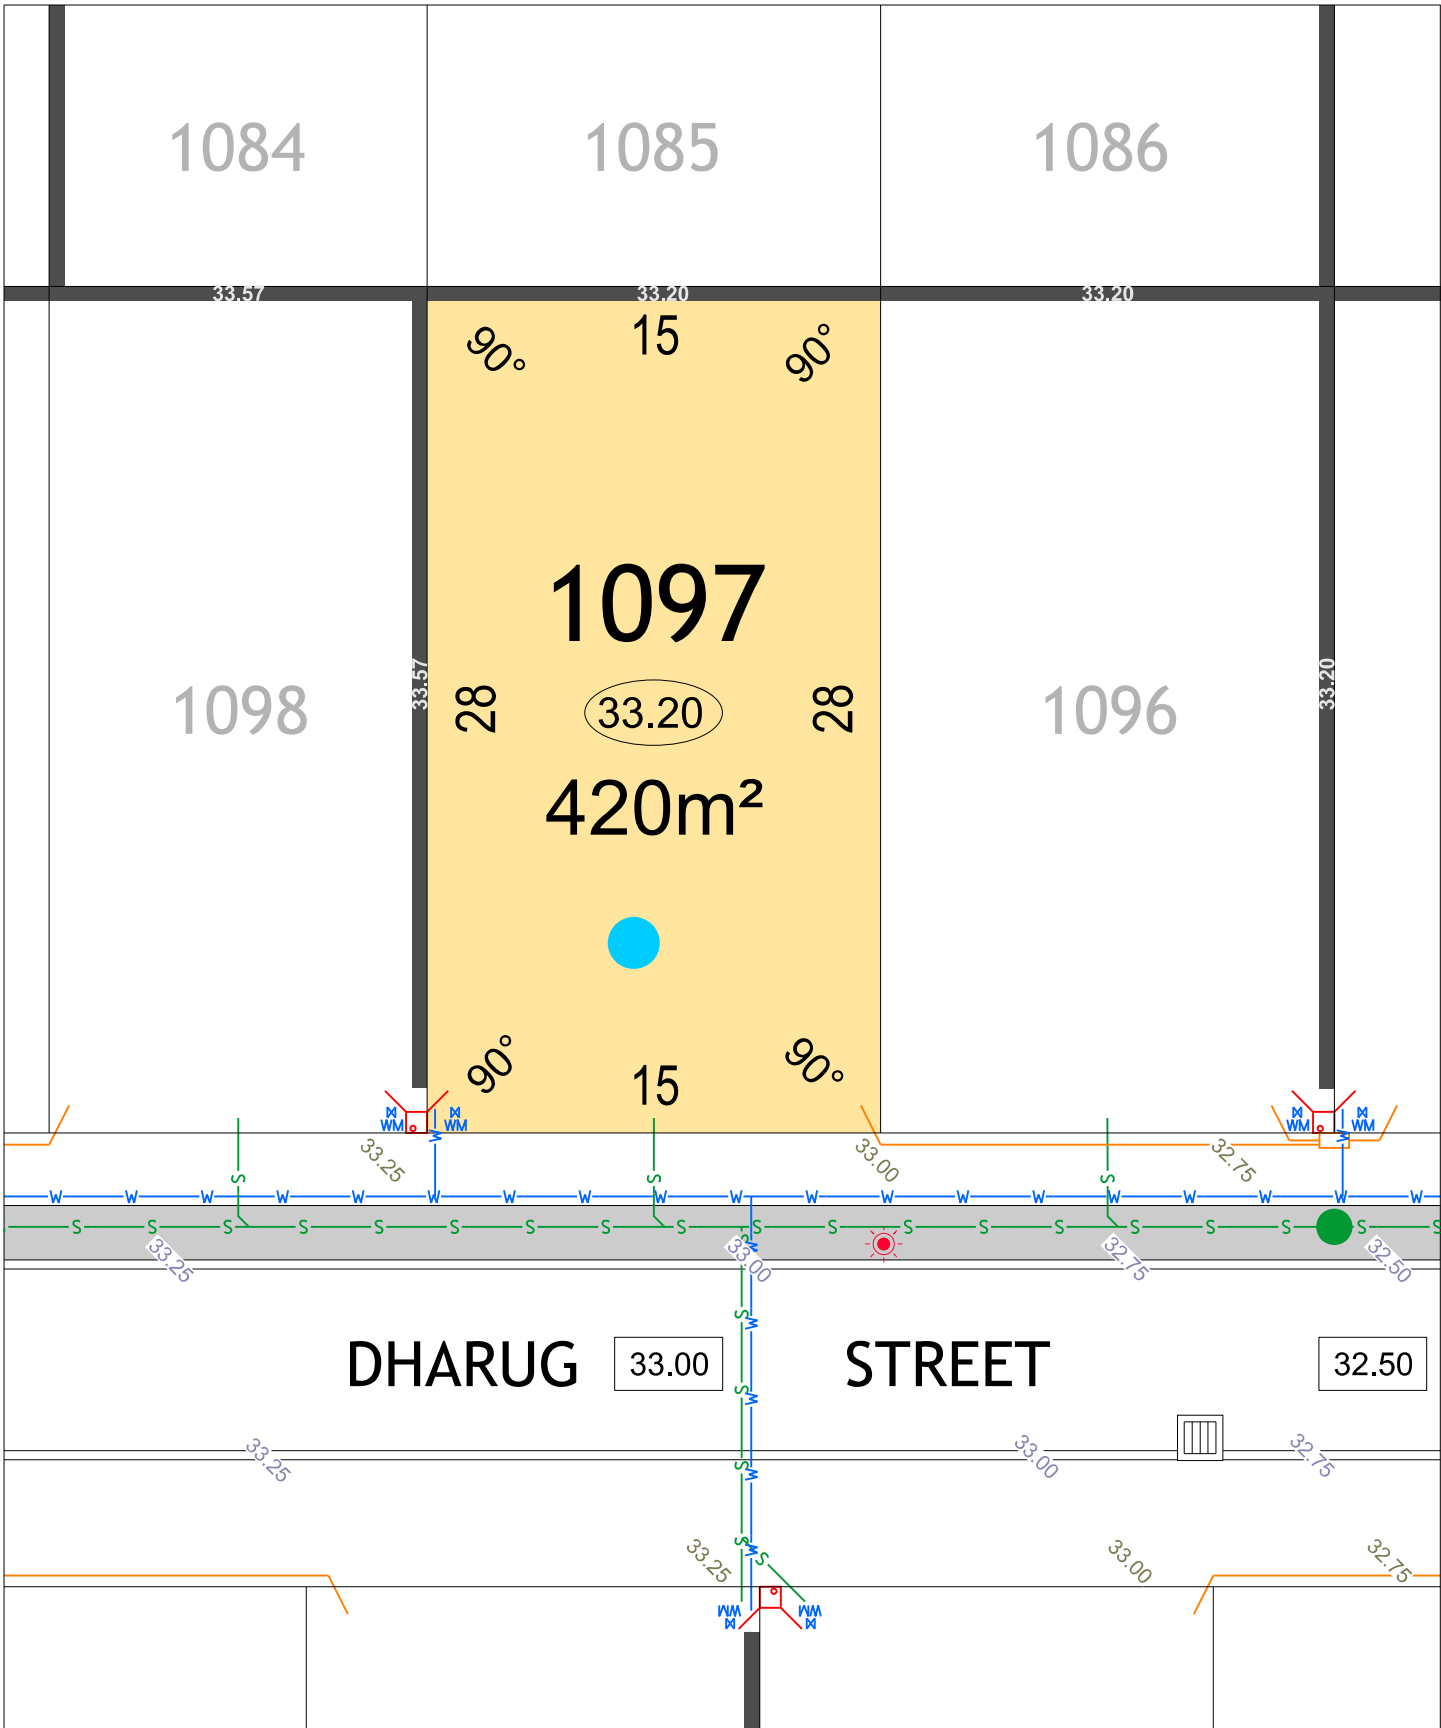 1084 1085 1086
33.57 33.20 33.20
90° 15 90°
1097
1098 33.57 28 33.20 28 1096 33.20
420m²
90° 15 90°
WM WM WM WM
W W
33.25 33.00 32.75
S S S
W W W W W W W W W W W W W W W W W W W
S S S S S S S S S S S S S S S S S S S
33.25 33.00 W 32.75 32.50
S W
DHARUG 33.00 STREET 32.50
S W
33.25 33.00 32.75
S W
33.25 S W S 33.00 32.75
WM WM